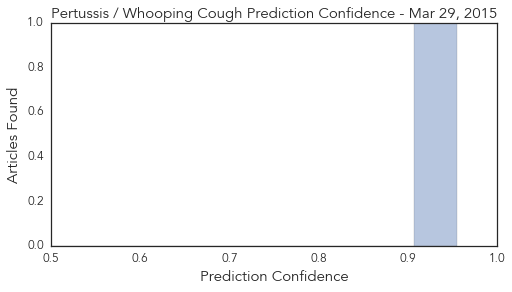 Pertussis / Whooping Cough Prediction Confidence - Mar 29, 2015
1.0
0.8
0.6
0.4
0.2
0.0
Articles Found
0.5 0.6 0.7 0.8 0.9 1.0
Prediction Confidence